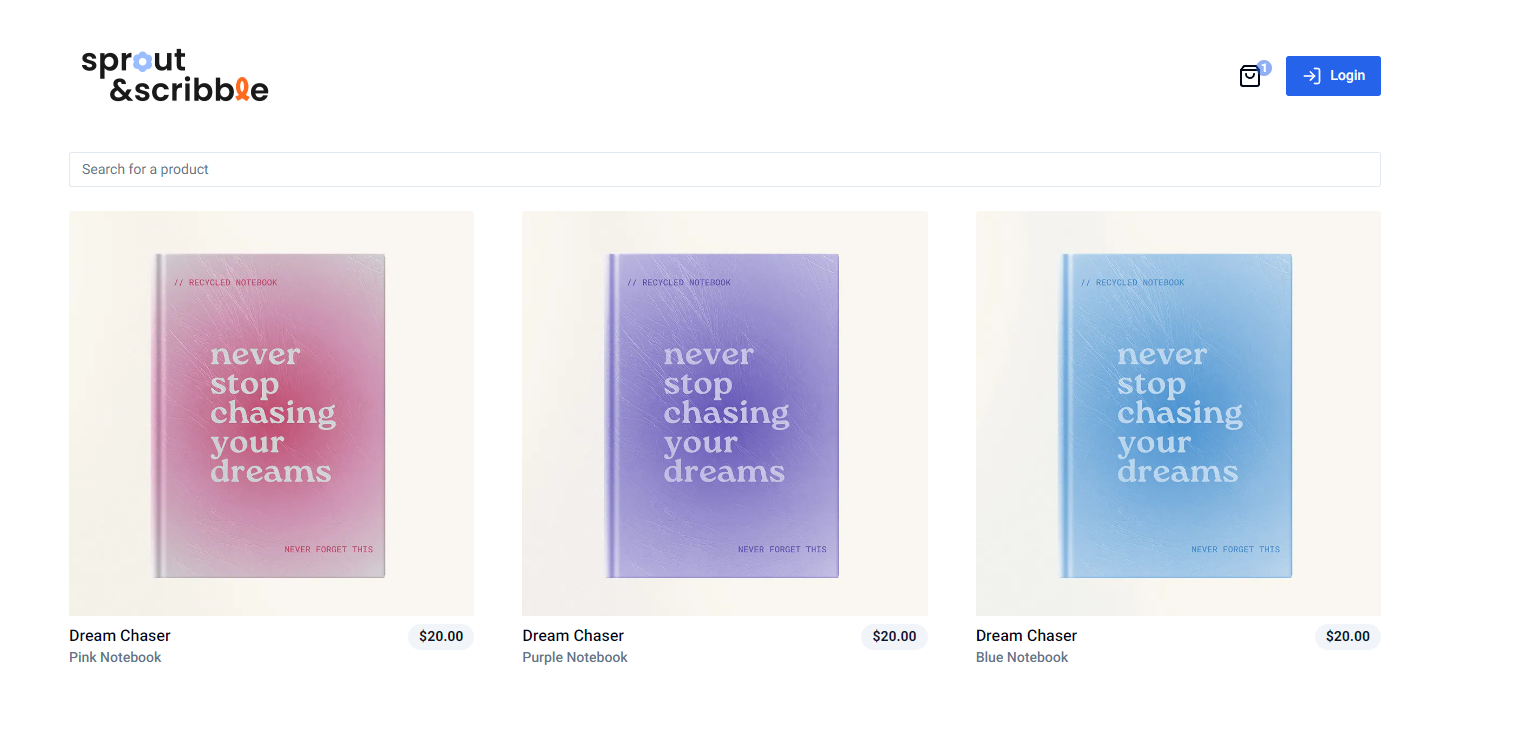 sprout
&scribble
1
Login
Search for a product
// RECYCLED NOTEBOOK
never
stop
chasing
your
dreams
NEVER FORGET THIS
// RECYCLED NOTEBOOK
never
stop
chasing
your
dreams
NEVER FORGET THIS
// RECYCLED NOTEBOOK
never
stop
chasing
your
dreams
NEVER FORGET THIS
Dream Chaser
$20.00
Pink Notebook
Dream Chaser
$20.00
Purple Notebook
Dream Chaser
$20.00
Blue Notebook